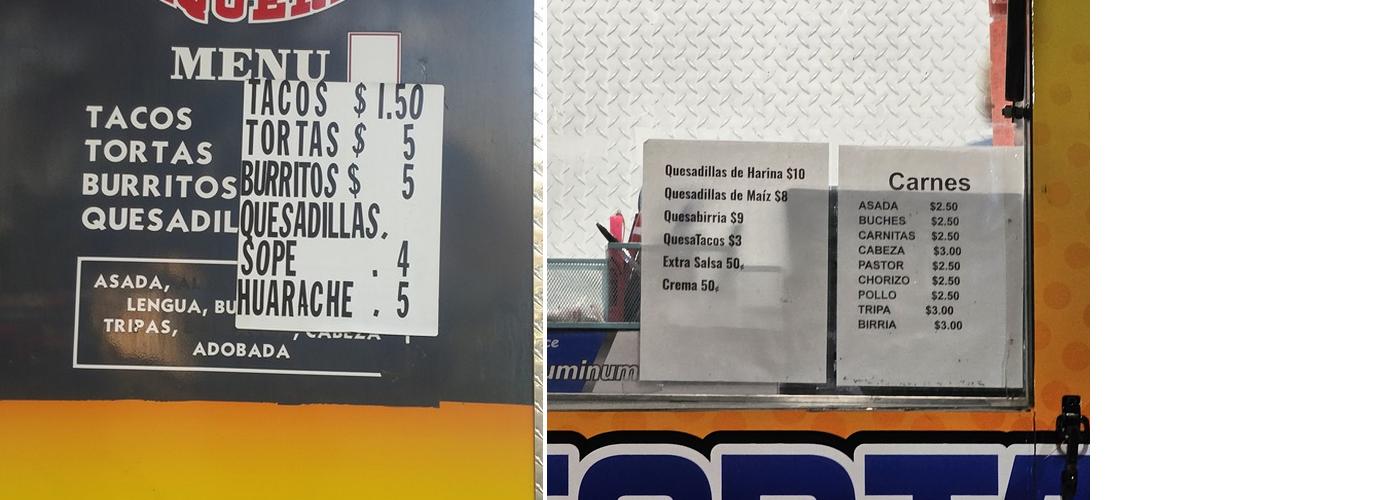 MENU
TACOS
TORTAS
BURRITOS
TACOS $1.50
TORTAS $ 5
BURRITOS $ 5
QUESADILLAS.
SOPE . 4
HUARACHE . 5
ASADA,
LENGUA,
TRIPAS, , CABEZA
ADOBADA
Quesadillas de Harina $10
Quesadillas de Maíz $8
Quesabirria $9
QuesaTacos $3
Extra Salsa 50¢
Crema 50¢
Carnes
ASADA $2.50
BUCHES $2.50
CARNITAS $2.50
CABEZA $3.00
PASTOR $2.50
CHORIZO $2.50
POLLO $2.50
TRIPA $3.00
BIRRIA $3.00